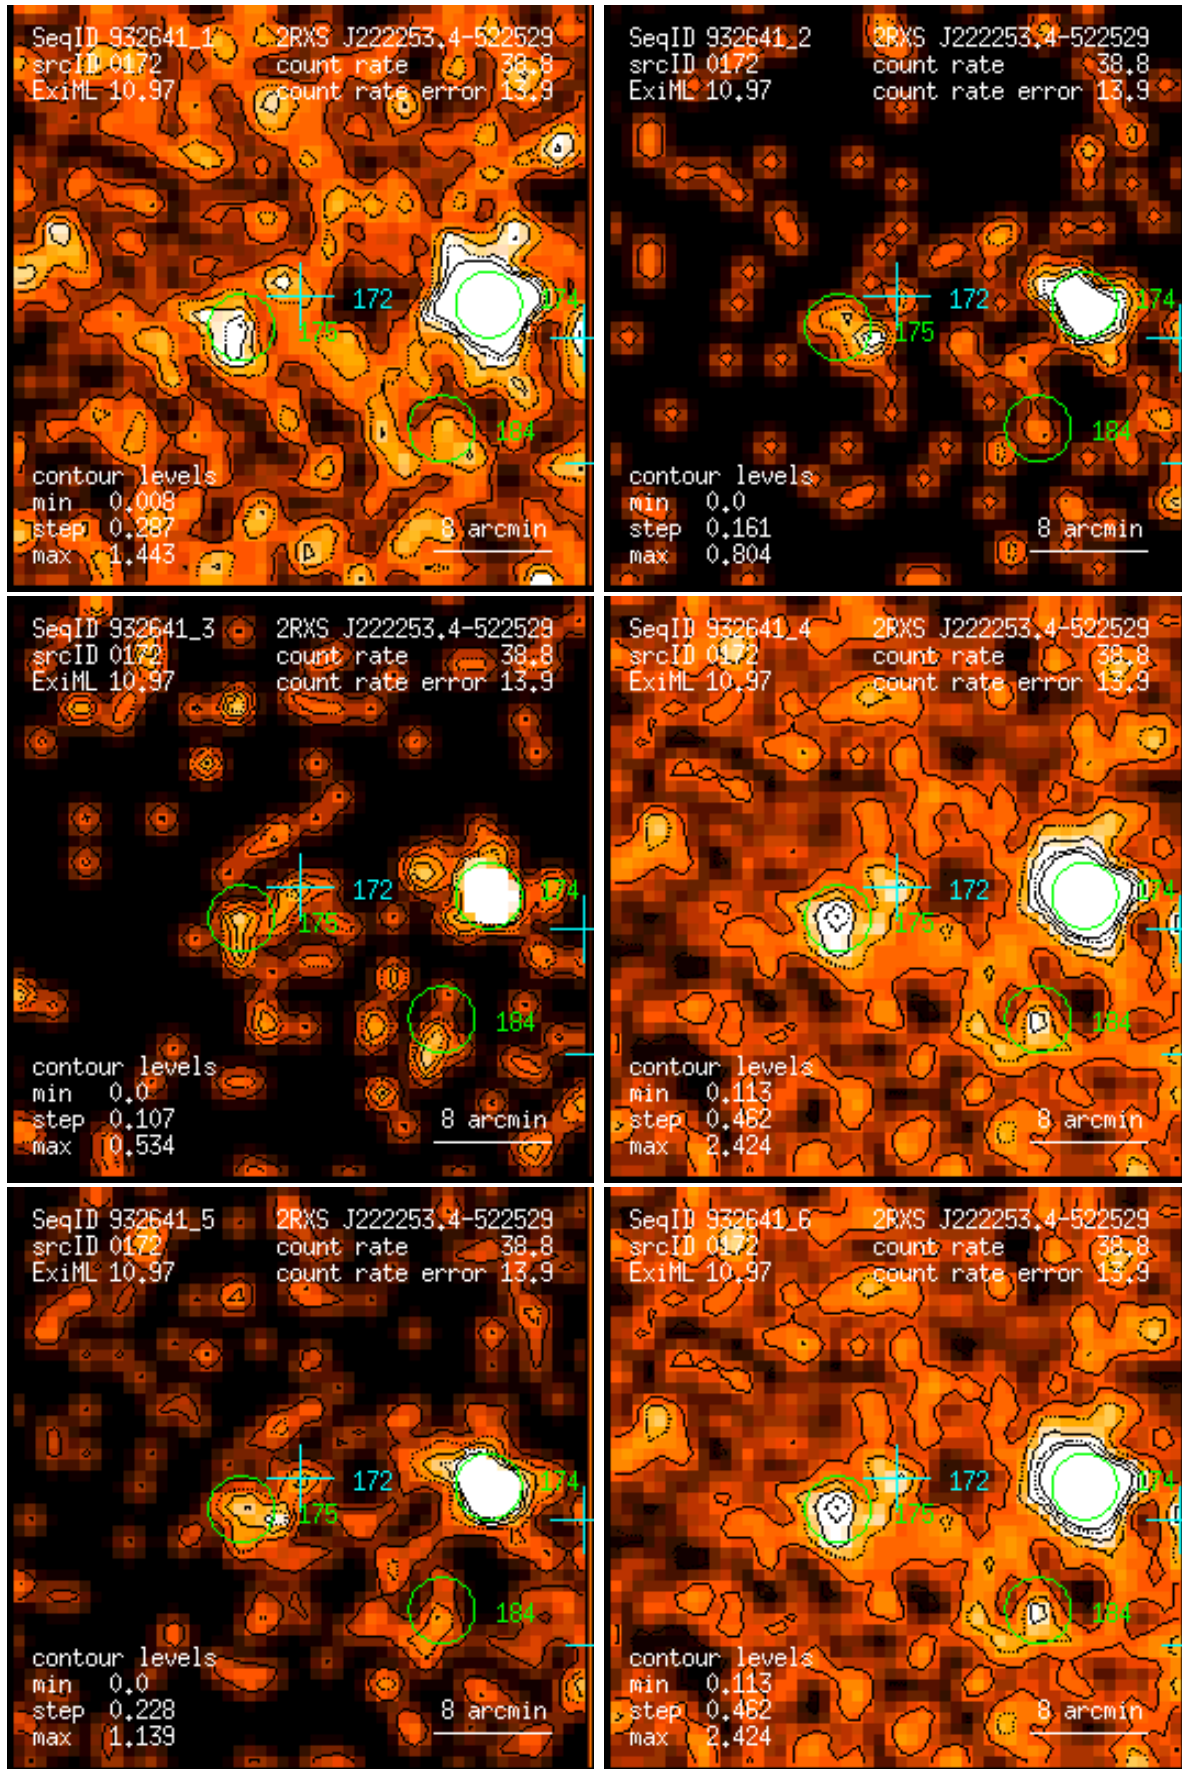 SeqID 932641_1 2RXS J222253.4-522529
srcID 0172 count rate 38.8
ExiML 10.97 count rate error 13.9
172
174
175
184
contour levels
min 0.008
step 0.287
max 1.443
8 arcmin
SeqID 932641_2 2RXS J222253.4-522529
srcID 0172 count rate 38.8
ExiML 10.97 count rate error 13.9
172
174
175
184
contour levels
min 0.0
step 0.161
max 0.804
8 arcmin
SeqID 932641_3 2RXS J222253.4-522529
srcID 0172 count rate 38.8
ExiML 10.97 count rate error 13.9
172
174
175
184
contour levels
min 0.0
step 0.107
max 0.534
8 arcmin
SeqID 932641_4 2RXS J222253.4-522529
srcID 0172 count rate 38.8
ExiML 10.97 count rate error 13.9
172
174
175
184
contour levels
min 0.113
step 0.462
max 2.424
8 arcmin
SeqID 932641_5 2RXS J222253.4-522529
srcID 0172 count rate 38.8
ExiML 10.97 count rate error 13.9
172
174
175
184
contour levels
min 0.0
step 0.228
max 1.139
8 arcmin
SeqID 932641_6 2RXS J222253.4-522529
srcID 0172 count rate 38.8
ExiML 10.97 count rate error 13.9
172
174
175
184
contour levels
min 0.113
step 0.462
max 2.424
8 arcmin